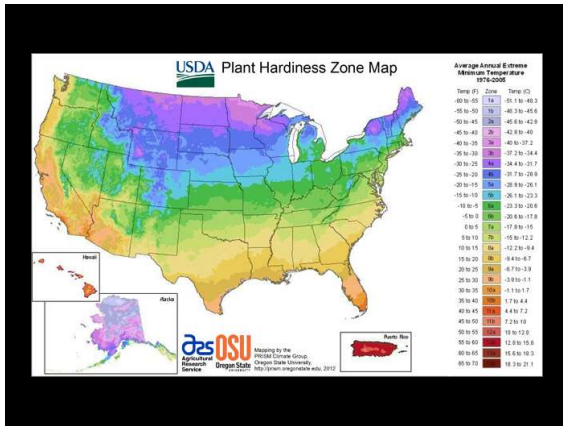 USDA Plant Hardiness Zone Map
Average Annual Extreme
Minimum Temperature
1976-2005
Temp (F) Zone Temp (C)
-60 to -55 1a -51.1 to -48.3
-55 to -50 1b -48.3 to -45.6
-50 to -45 2a -45.6 to -42.8
-45 to -40 2b -42.8 to -40
-40 to -35 3a -40 to -37.2
-35 to -30 3b -37.2 to -34.4
-30 to -25 4a -34.4 to -31.7
-25 to -20 4b -31.7 to -28.9
-20 to -15 5a -28.9 to -26.1
-15 to -10 5b -26.1 to -23.3
-10 to -5 6a -23.3 to -20.6
-5 to 0 6b -20.6 to -17.8
0 to 5 7a -17.8 to -15
5 to 10 7b -15 to -12.2
10 to 15 8a -12.2 to -9.4
15 to 20 8b -9.4 to -6.7
20 to 25 9a -6.7 to -3.9
25 to 30 9b -3.9 to -1.1
30 to 35 10a -1.1 to 1.7
35 to 40 10b 1.7 to 4.4
40 to 45 11a 4.4 to 7.2
45 to 50 11b 7.2 to 10
50 to 55 12a 10 to 12.8
55 to 60 12.8 to 15.6
60 to 65 15.6 to 18.3
65 to 70 18.3 to 21.1
Hawaii
Alaska
Puerto Rico
ars
Agricultural
Research
Service
OSU
Oregon State
UNIVERSITY
Mapping by the
PRISM Climate Group,
Oregon State University,
http://prism.oregonstate.edu, 2012